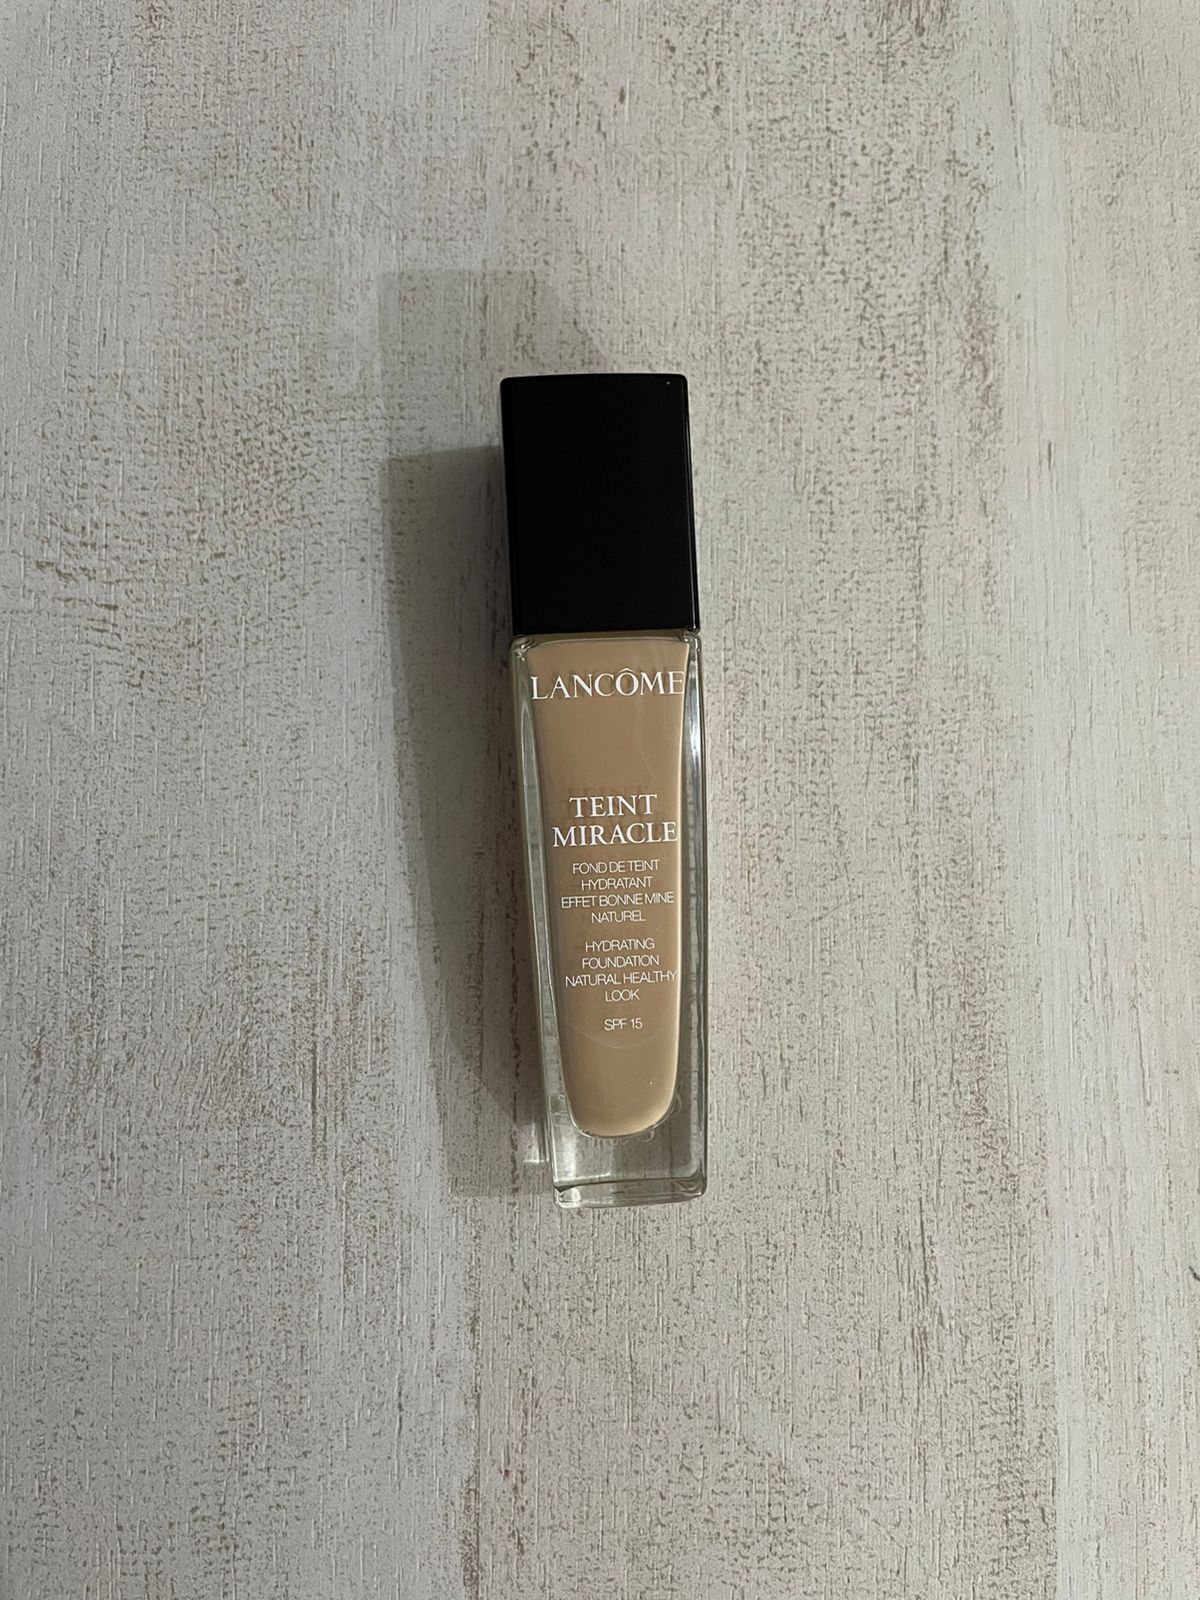 LANCÔME
TEINT
MIRACLE
FOND DE TEINT
HYDRATANT
EFFET BONNE MINE
NATUREL
HYDRATING
FOUNDATION
NATURAL HEALTHY
LOOK
SPF 15